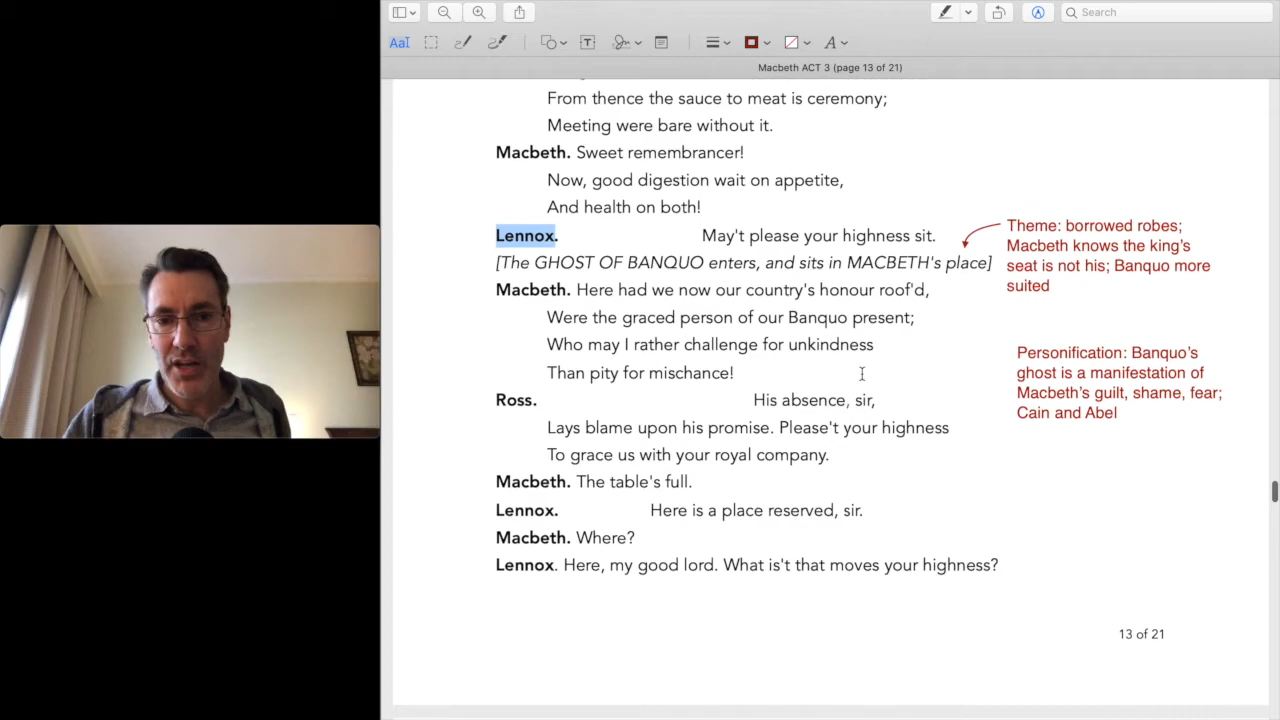 Search
AaI
T
A
Macbeth ACT 3 (page 13 of 21)
From thence the sauce to meat is ceremony;
Meeting were bare without it.
Macbeth. Sweet remembrancer!
Now, good digestion wait on appetite,
And health on both!
Lennox. May't please your highness sit.
[The GHOST OF BANQUO enters, and sits in MACBETH's place]
Macbeth. Here had we now our country's honour roof'd,
Were the graced person of our Banquo present;
Who may I rather challenge for unkindness
Than pity for mischance!
Ross. His absence, sir,
Lays blame upon his promise. Please't your highness
To grace us with your royal company.
Macbeth. The table's full.
Lennox. Here is a place reserved, sir.
Macbeth. Where?
Lennox. Here, my good lord. What is't that moves your highness?
Theme: borrowed robes;
Macbeth knows the king's
seat is not his; Banquo more
suited
Personification: Banquo's
ghost is a manifestation of
Macbeth's guilt, shame, fear;
Cain and Abel
13 of 21